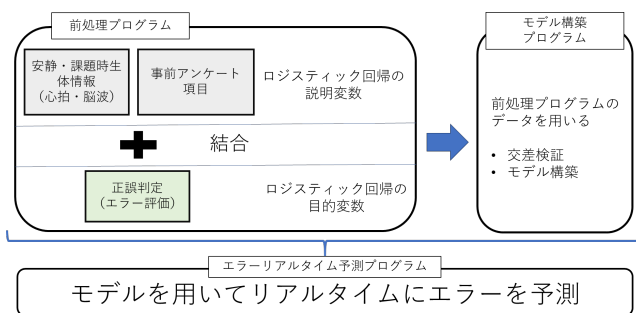 前処理プログラム
安静・課題時生
体情報
（心拍・脳波）
事前アンケート
項目
ロジスティック回帰の
説明変数
結合
正誤判定
（エラー評価）
ロジスティック回帰の
目的変数
モデル構築
プログラム
前処理プログラムの
データを用いる
• 交差検証
• モデル構築
エラーリアルタイム予測プログラム
モデルを用いてリアルタイムにエラーを予測